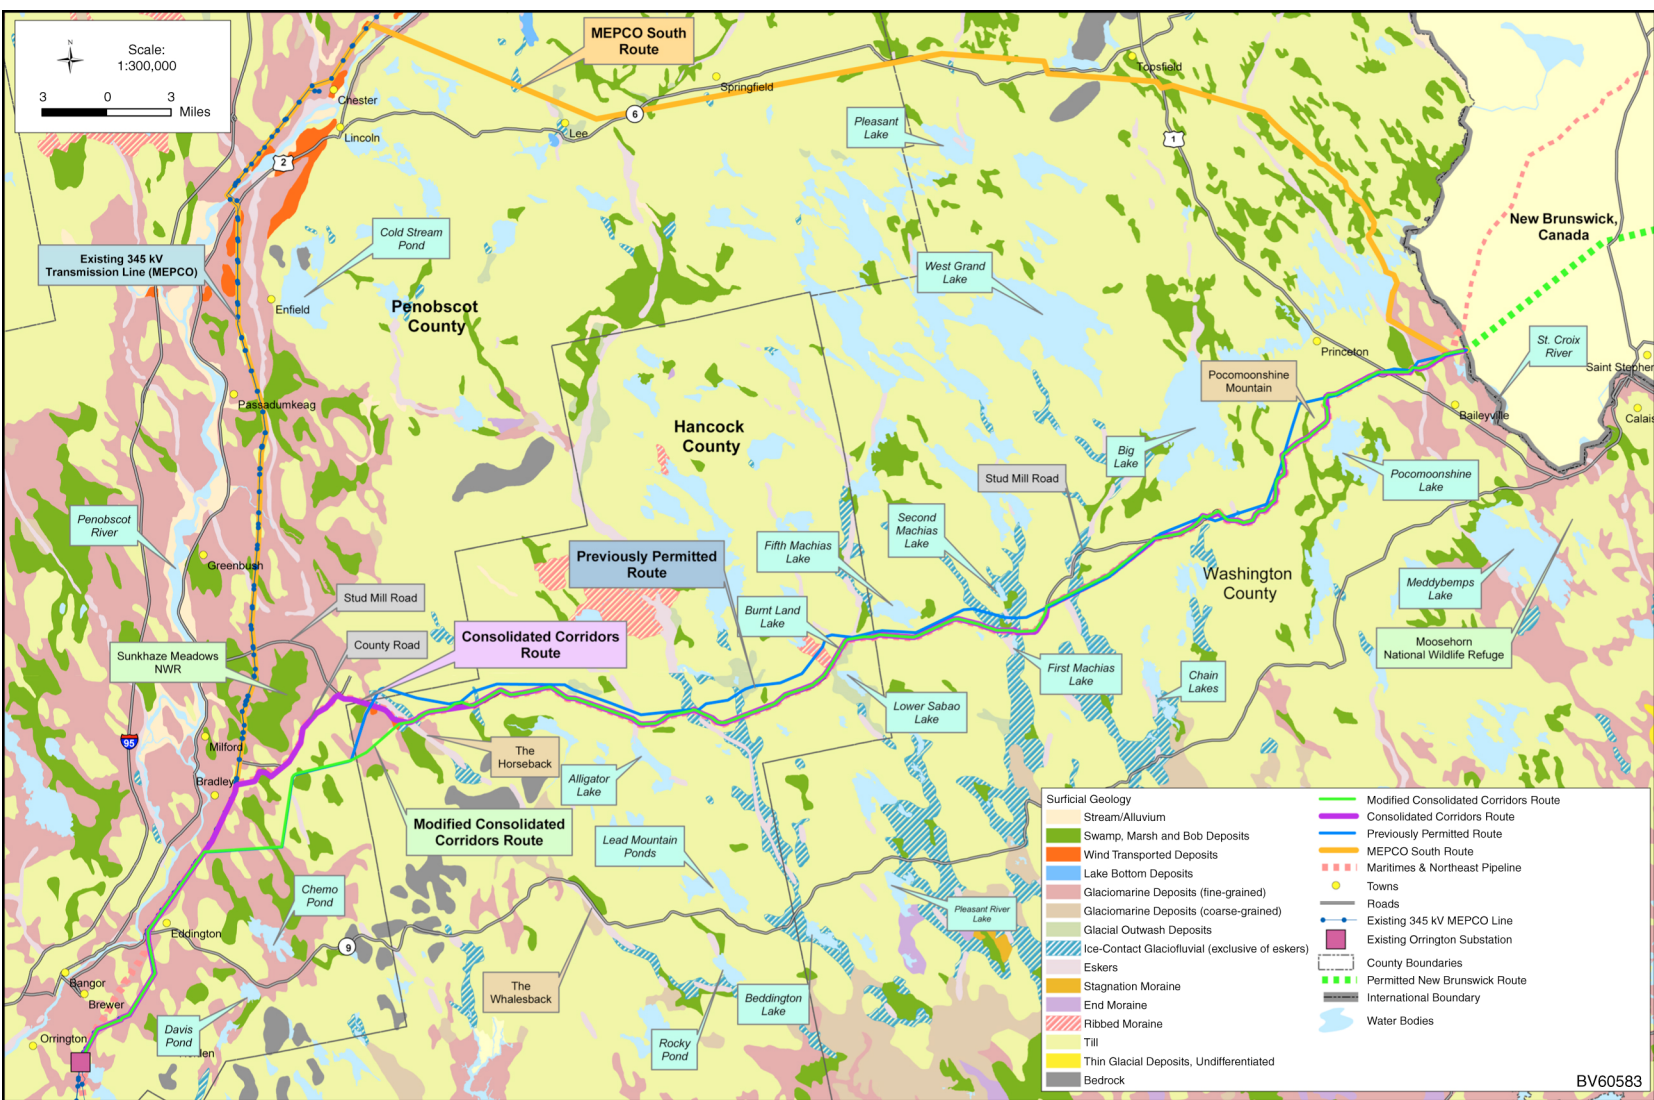 N
Scale:
1:300,000
3 0 3
Miles
MEPCO South
Route
Springfield
Topsfield
Chester
Lincoln
Lee
6
2
1
Pleasant
Lake
New Brunswick,
Canada
Cold Stream
Pond
Existing 345 kV
Transmission Line (MEPCO)
West Grand
Lake
Enfield
Penobscot
County
St. Croix
River
Princeton
Saint Stephen
Pocomoonshine
Mountain
Passadumkeag
Baileyville
Calais
Hancock
County
Big
Lake
Stud Mill Road
Pocomoonshine
Lake
Penobscot
River
Second
Machias
Lake
Fifth Machias
Lake
Previously Permitted
Route
Greenbush
Washington
County
Meddybemps
Lake
Stud Mill Road
Burnt Land
Lake
County Road
Consolidated Corridors
Route
Moosehorn
National Wildlife Refuge
Sunkhaze Meadows
NWR
First Machias
Lake
Chain
Lakes
Lower Sabao
Lake
95
Milford
The
Horseback
Bradley
Alligator
Lake
Modified Consolidated
Corridors Route
Lead Mountain
Ponds
Chemo
Pond
Pleasant River
Lake
Eddington
9
Bangor
Brewer
The
Whalesback
Beddington
Lake
Davis
Pond
Orrington
Rocky
Pond
Surficial Geology
Stream/Alluvium
Swamp, Marsh and Bob Deposits
Wind Transported Deposits
Lake Bottom Deposits
Glaciomarine Deposits (fine-grained)
Glaciomarine Deposits (coarse-grained)
Glacial Outwash Deposits
Ice-Contact Glaciofluvial (exclusive of eskers)
Eskers
Stagnation Moraine
End Moraine
Ribbed Moraine
Till
Thin Glacial Deposits, Undifferentiated
Bedrock
Modified Consolidated Corridors Route
Consolidated Corridors Route
Previously Permitted Route
MEPCO South Route
Maritimes & Northeast Pipeline
Towns
Roads
Existing 345 kV MEPCO Line
Existing Orrington Substation
County Boundaries
Permitted New Brunswick Route
International Boundary
Water Bodies
BV60583